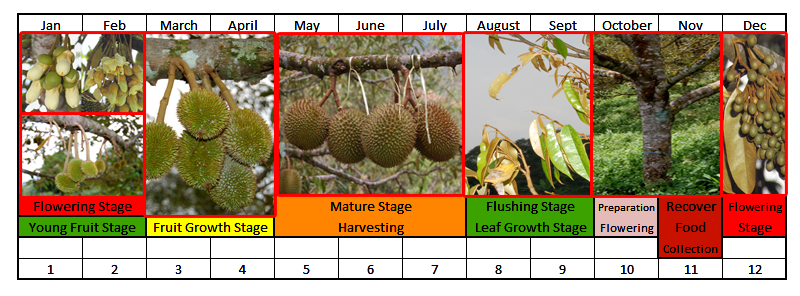 Jan Feb March April May June July August Sept October Nov Dec
Flowering Stage Mature Stage Flushing Stage Preparation Recover Flowering
Young Fruit Stage Fruit Growth Stage Harvesting Leaf Growth Stage Flowering Food Stage
Collection
1 2 3 4 5 6 7 8 9 10 11 12